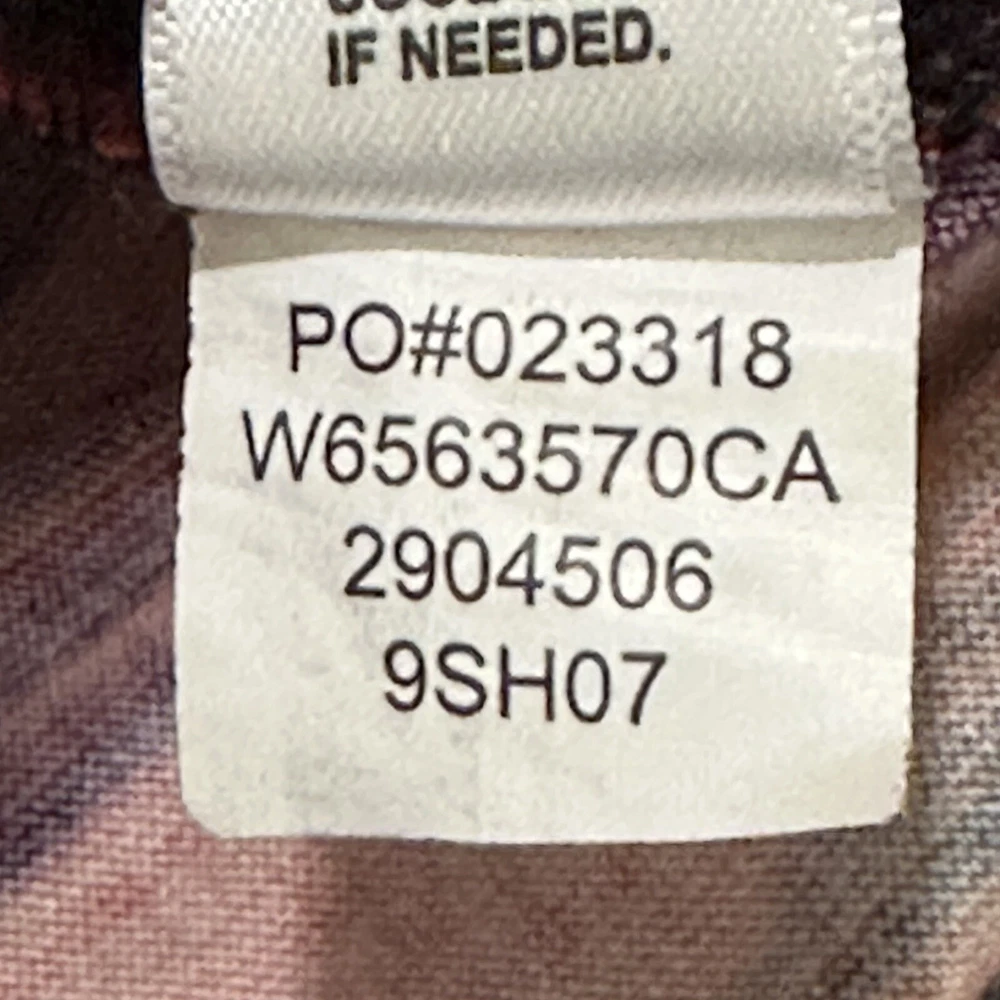 IF NEEDED.
PO#023318
W6563570CA
2904506
9SH07